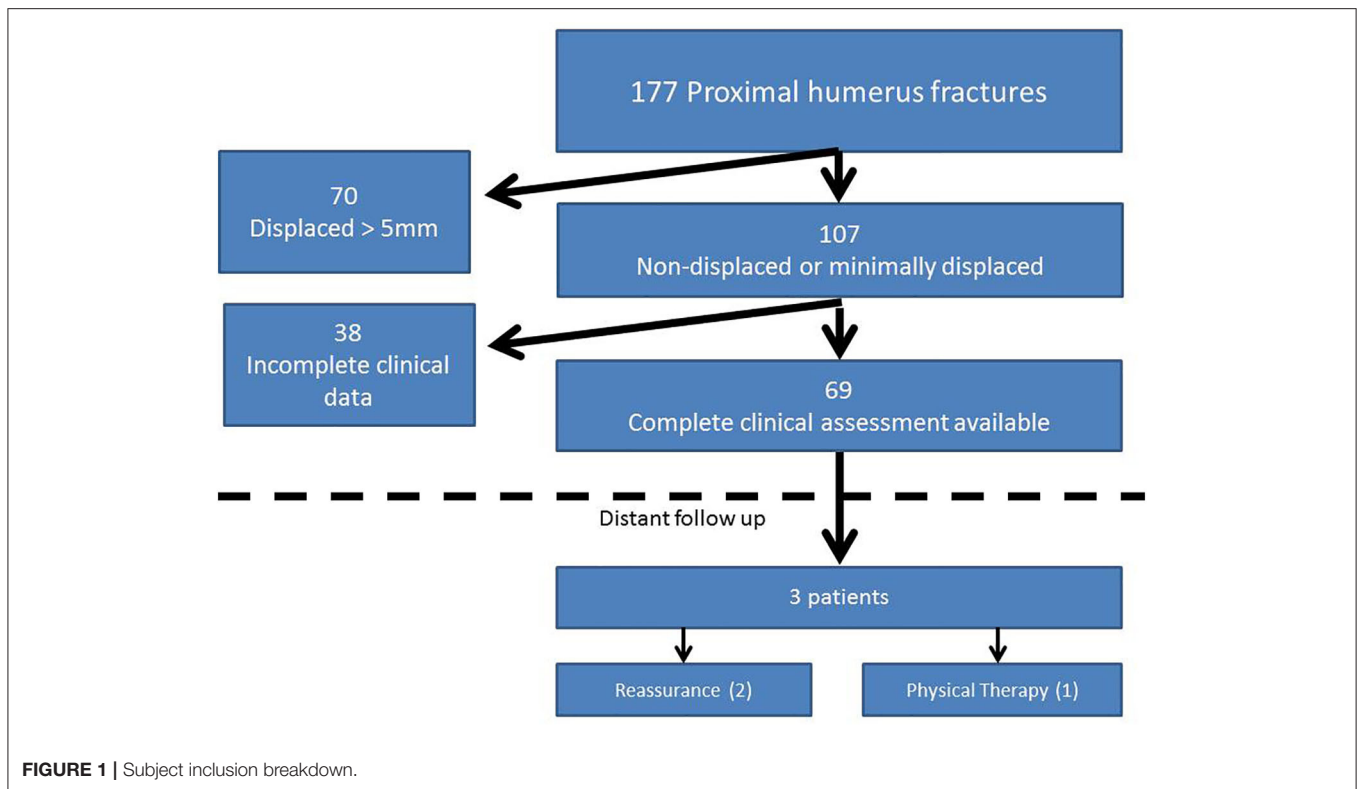 177 Proximal humerus fractures
70
Displaced > 5mm
107
Non-displaced or minimally displaced
38
Incomplete clinical
data
69
Complete clinical assessment available
Distant follow up
3 patients
Reassurance (2)
Physical Therapy (1)
FIGURE 1 | Subject inclusion breakdown.